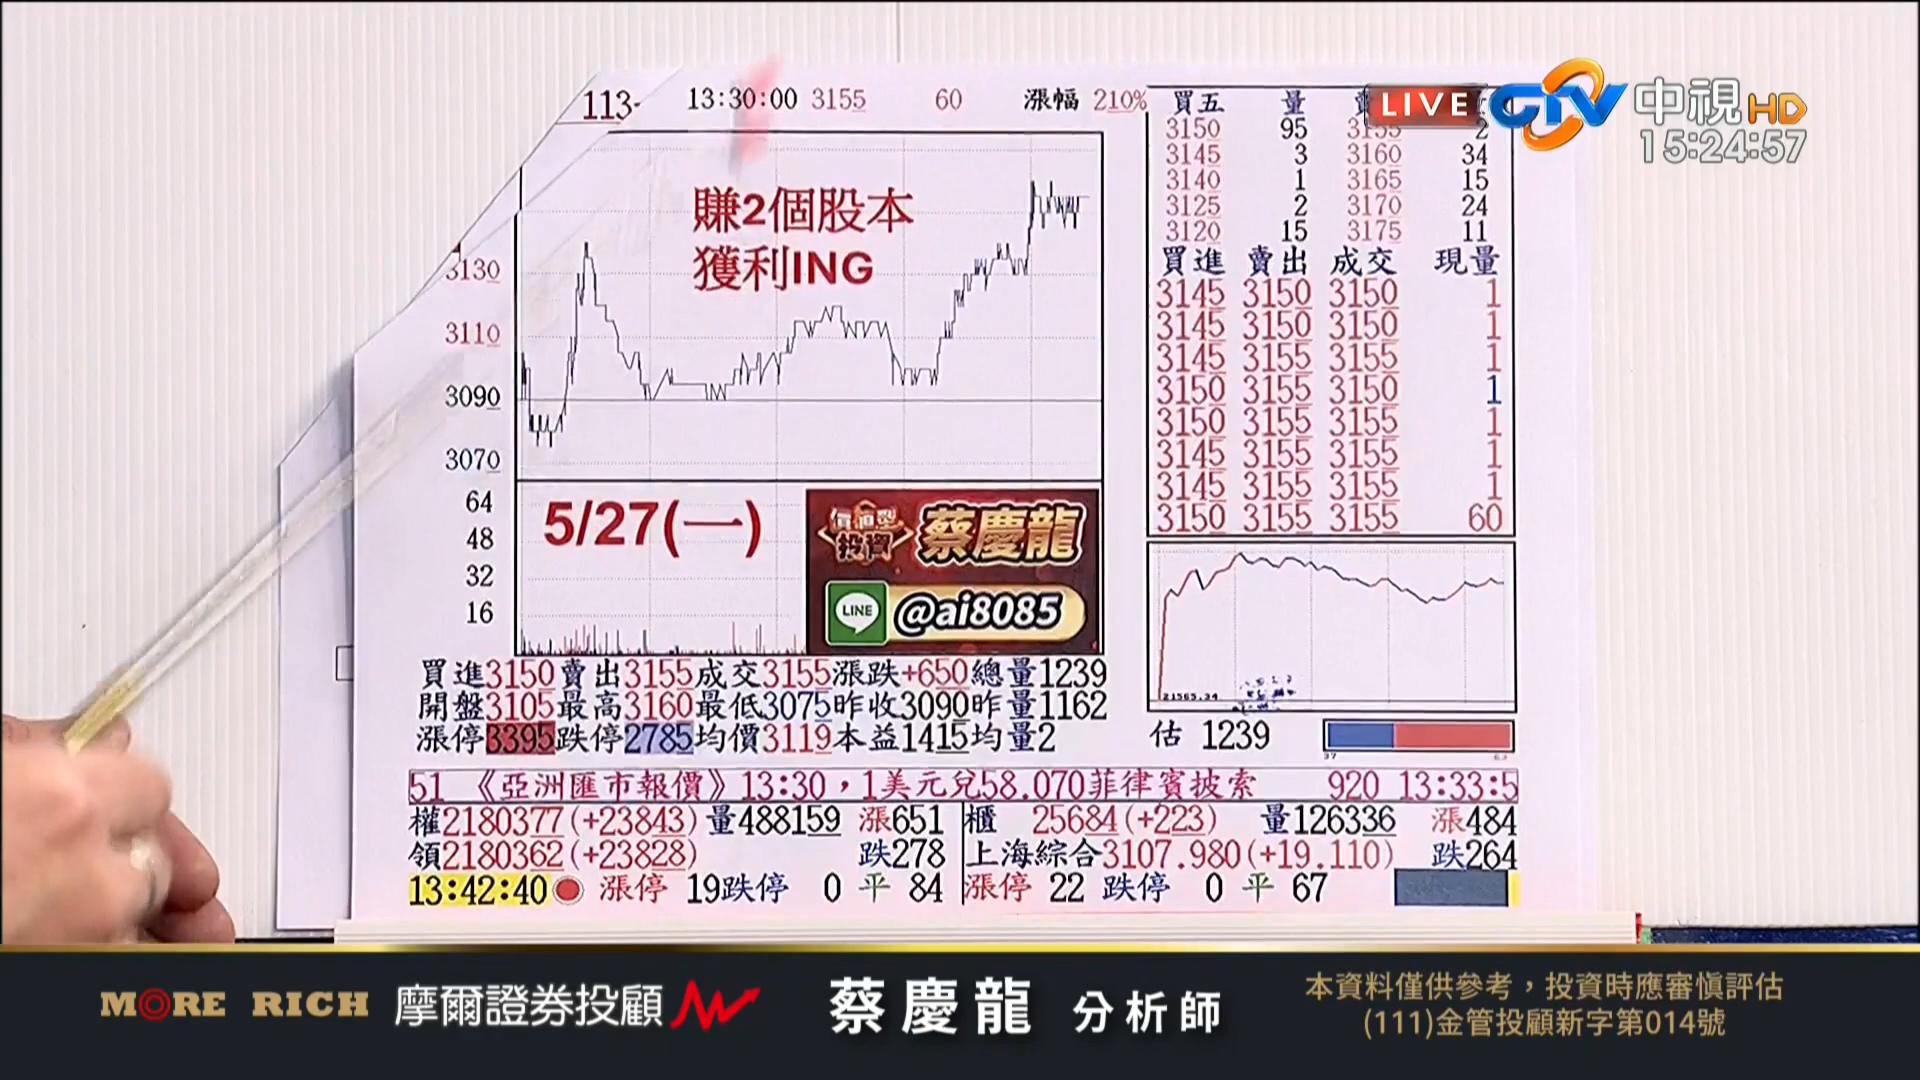 113-
13:30:00 3155 60 漲幅 210%
買五 量
3150 95 3155 2
3145 3 3160 34
3140 1 3165 15
3125 2 3170 24
3120 15 3175 11
買進 賣出 成交 現量
3145 3150 3150 1
3145 3150 3150 1
3145 3155 3155 1
3150 3155 3150 1
3150 3155 3155 1
3145 3155 3155 1
3145 3155 3155 1
3150 3155 3155 60
LIVE CTV 中視HD
15:24:57
賺2個股本
獲利ING
3130
3110
3090
3070
64
48
32
16
5/27(一)
價值型
投資
蔡慶龍
LINE @ai8085
21565.34
買進3150賣出3155成交3155漲跌+650總量1239
開盤3105最高3160最低3075昨收3090昨量1162
漲停3395跌停2785均價3119本益1415均量2
估 1239
37 63
51 《亞洲匯市報價》13:30，1美元兌58.070菲律賓披索 920 13:33:5
權2180377(+23843)量488159 漲651 櫃 25684(+223) 量126336 漲484
領2180362(+23828) 跌278 上海綜合3107.980(+19.110) 跌264
13:42:40 漲停 19跌停 0 平 84 漲停 22 跌停 0 平 67
MORE RICH 摩爾證券投顧 蔡慶龍 分析師
本資料僅供參考，投資時應審慎評估
(111)金管投顧新字第014號